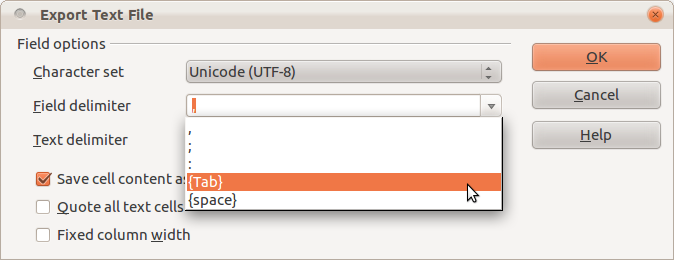 Export Text File
Field options
Character set
Unicode (UTF-8)
OK
Field delimiter
,
Cancel
Text delimiter
,
;
:
{Tab}
{space}
Help
Save cell content as
Quote all text cells
Fixed column width